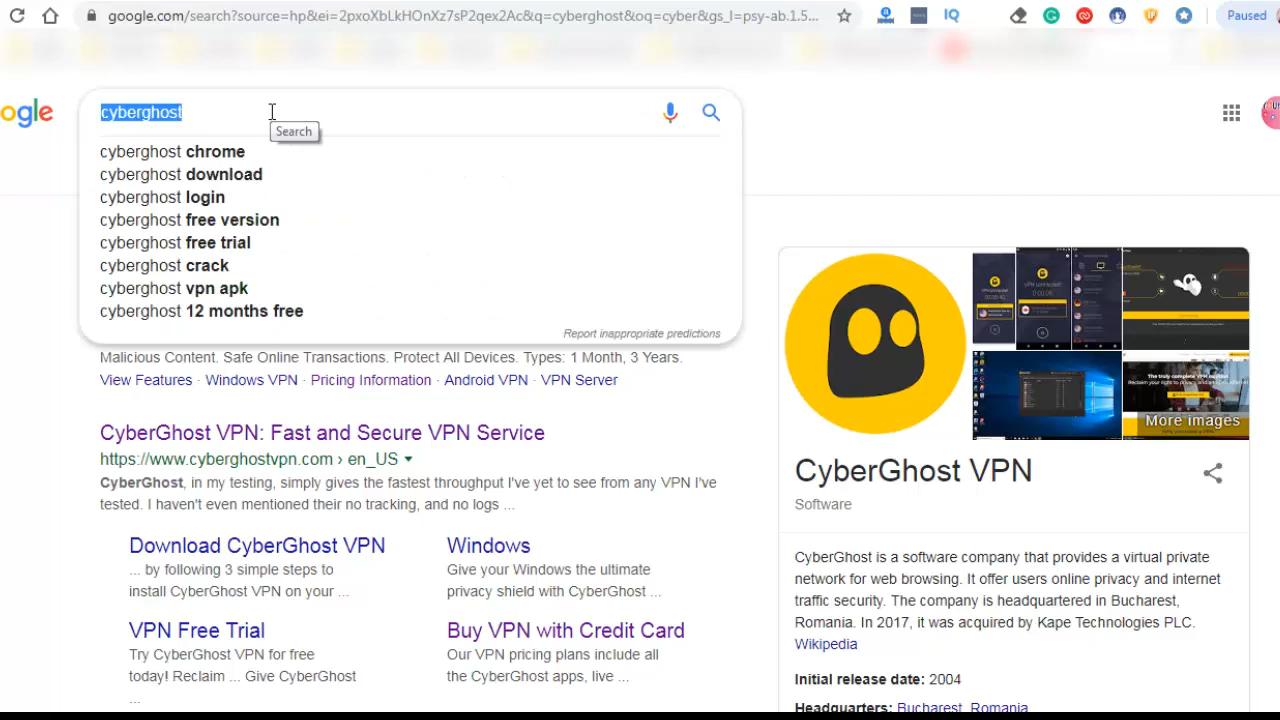 google.com/search?source=hp&ei=2pxoXbLkHOnXz7sP2qex2Ac&q=cyberghost&oq=cyber&gs_l=psy-ab.1.5...
Paused
ogle
cyberghost
Search
cyberghost chrome
cyberghost download
cyberghost login
cyberghost free version
cyberghost free trial
cyberghost crack
cyberghost vpn apk
cyberghost 12 months free
Report inappropriate predictions
Malicious Content. Safe Online Transactions. Protect All Devices. Types: 1 Month, 3 Years.
View Features · Windows VPN · Pricing Information · Android VPN · VPN Server
CyberGhost VPN: Fast and Secure VPN Service
https://www.cyberghostvpn.com › en_US
CyberGhost, in my testing, simply gives the fastest throughput I've yet to see from any VPN I've
tested. I haven't even mentioned their no tracking, and no logs ...
Download CyberGhost VPN
... by following 3 simple steps to
install CyberGhost VPN on your ...
Windows
Give your Windows the ultimate
privacy shield with CyberGhost ...
VPN Free Trial
Try CyberGhost VPN for free
today! Reclaim ... Give CyberGhost
...
Buy VPN with Credit Card
Our VPN pricing plans include all
the CyberGhost apps, live ...
More images
CyberGhost VPN
Software
CyberGhost is a software company that provides a virtual private
network for web browsing. It offer users online privacy and internet
traffic security. The company is headquartered in Bucharest,
Romania. In 2017, it was acquired by Kape Technologies PLC.
Wikipedia
Initial release date: 2004
Headquarters: Bucharest, Romania